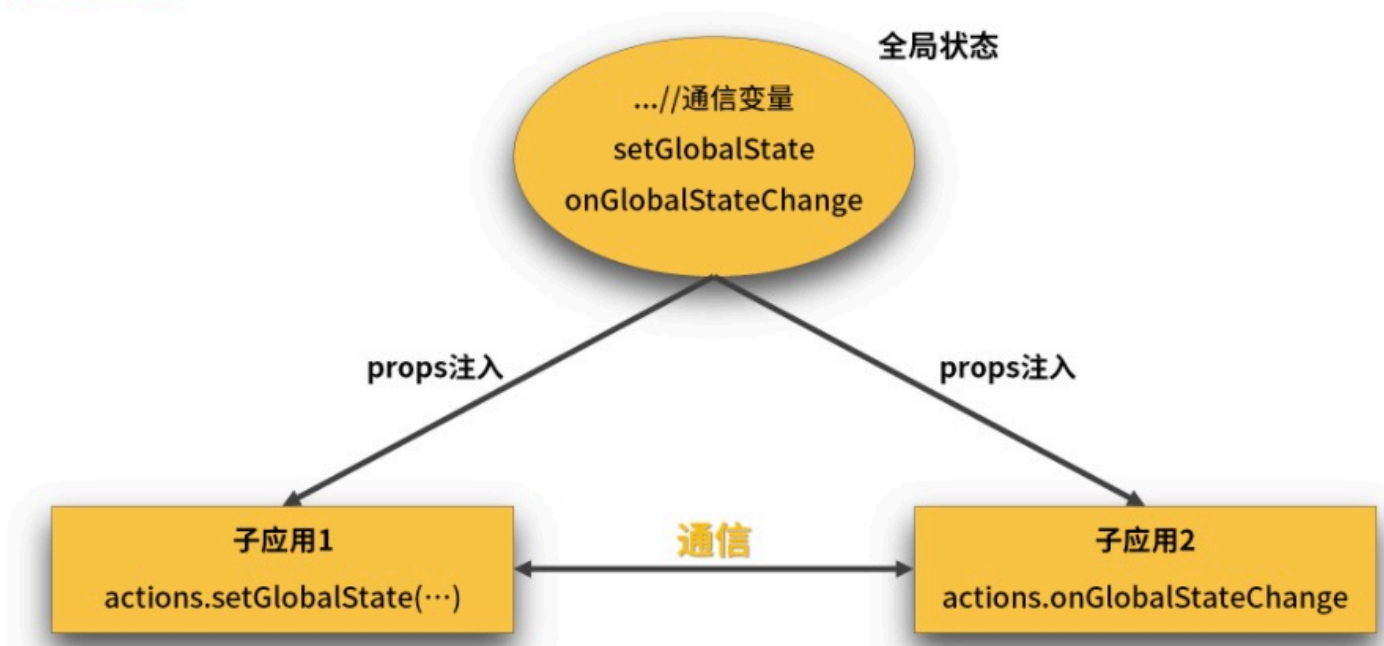 全局状态
...//通信变量
setGlobalState
onGlobalStateChange
props注入
props注入
子应用1
actions.setGlobalState(…)
通信
子应用2
actions.onGlobalStateChange